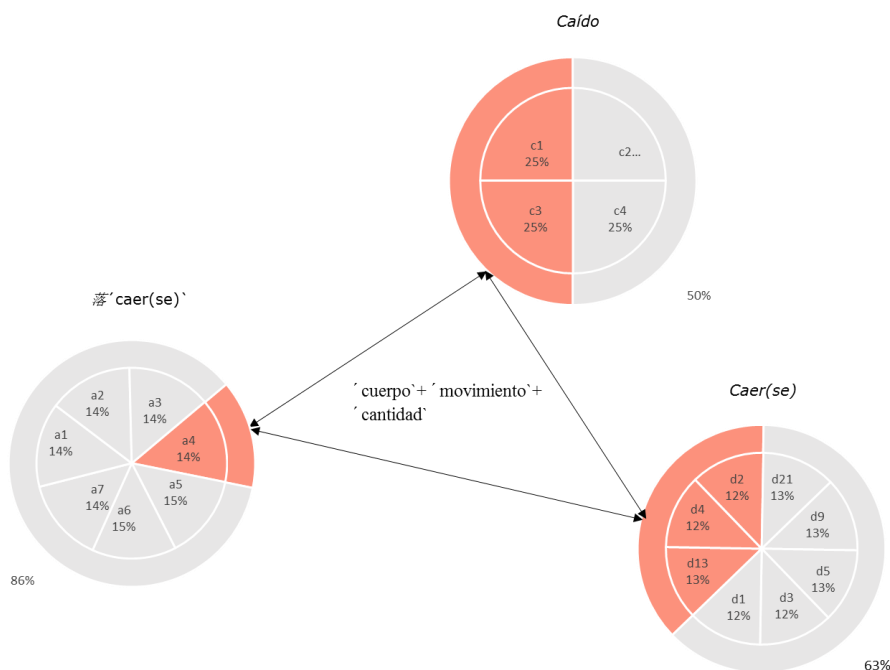 Caído
c1
25%
c2...
c3
25%
c4
25%
50%
落´caer(se)`
a2
14%
a3
14%
a1
14%
a4
14%
a7
14%
a6
15%
a5
15%
86%
´cuerpo`+ ´movimiento`+
´cantidad`
Caer(se)
d2
12%
d21
13%
d4
12%
d9
13%
d13
13%
d5
13%
d1
12%
d3
12%
63%